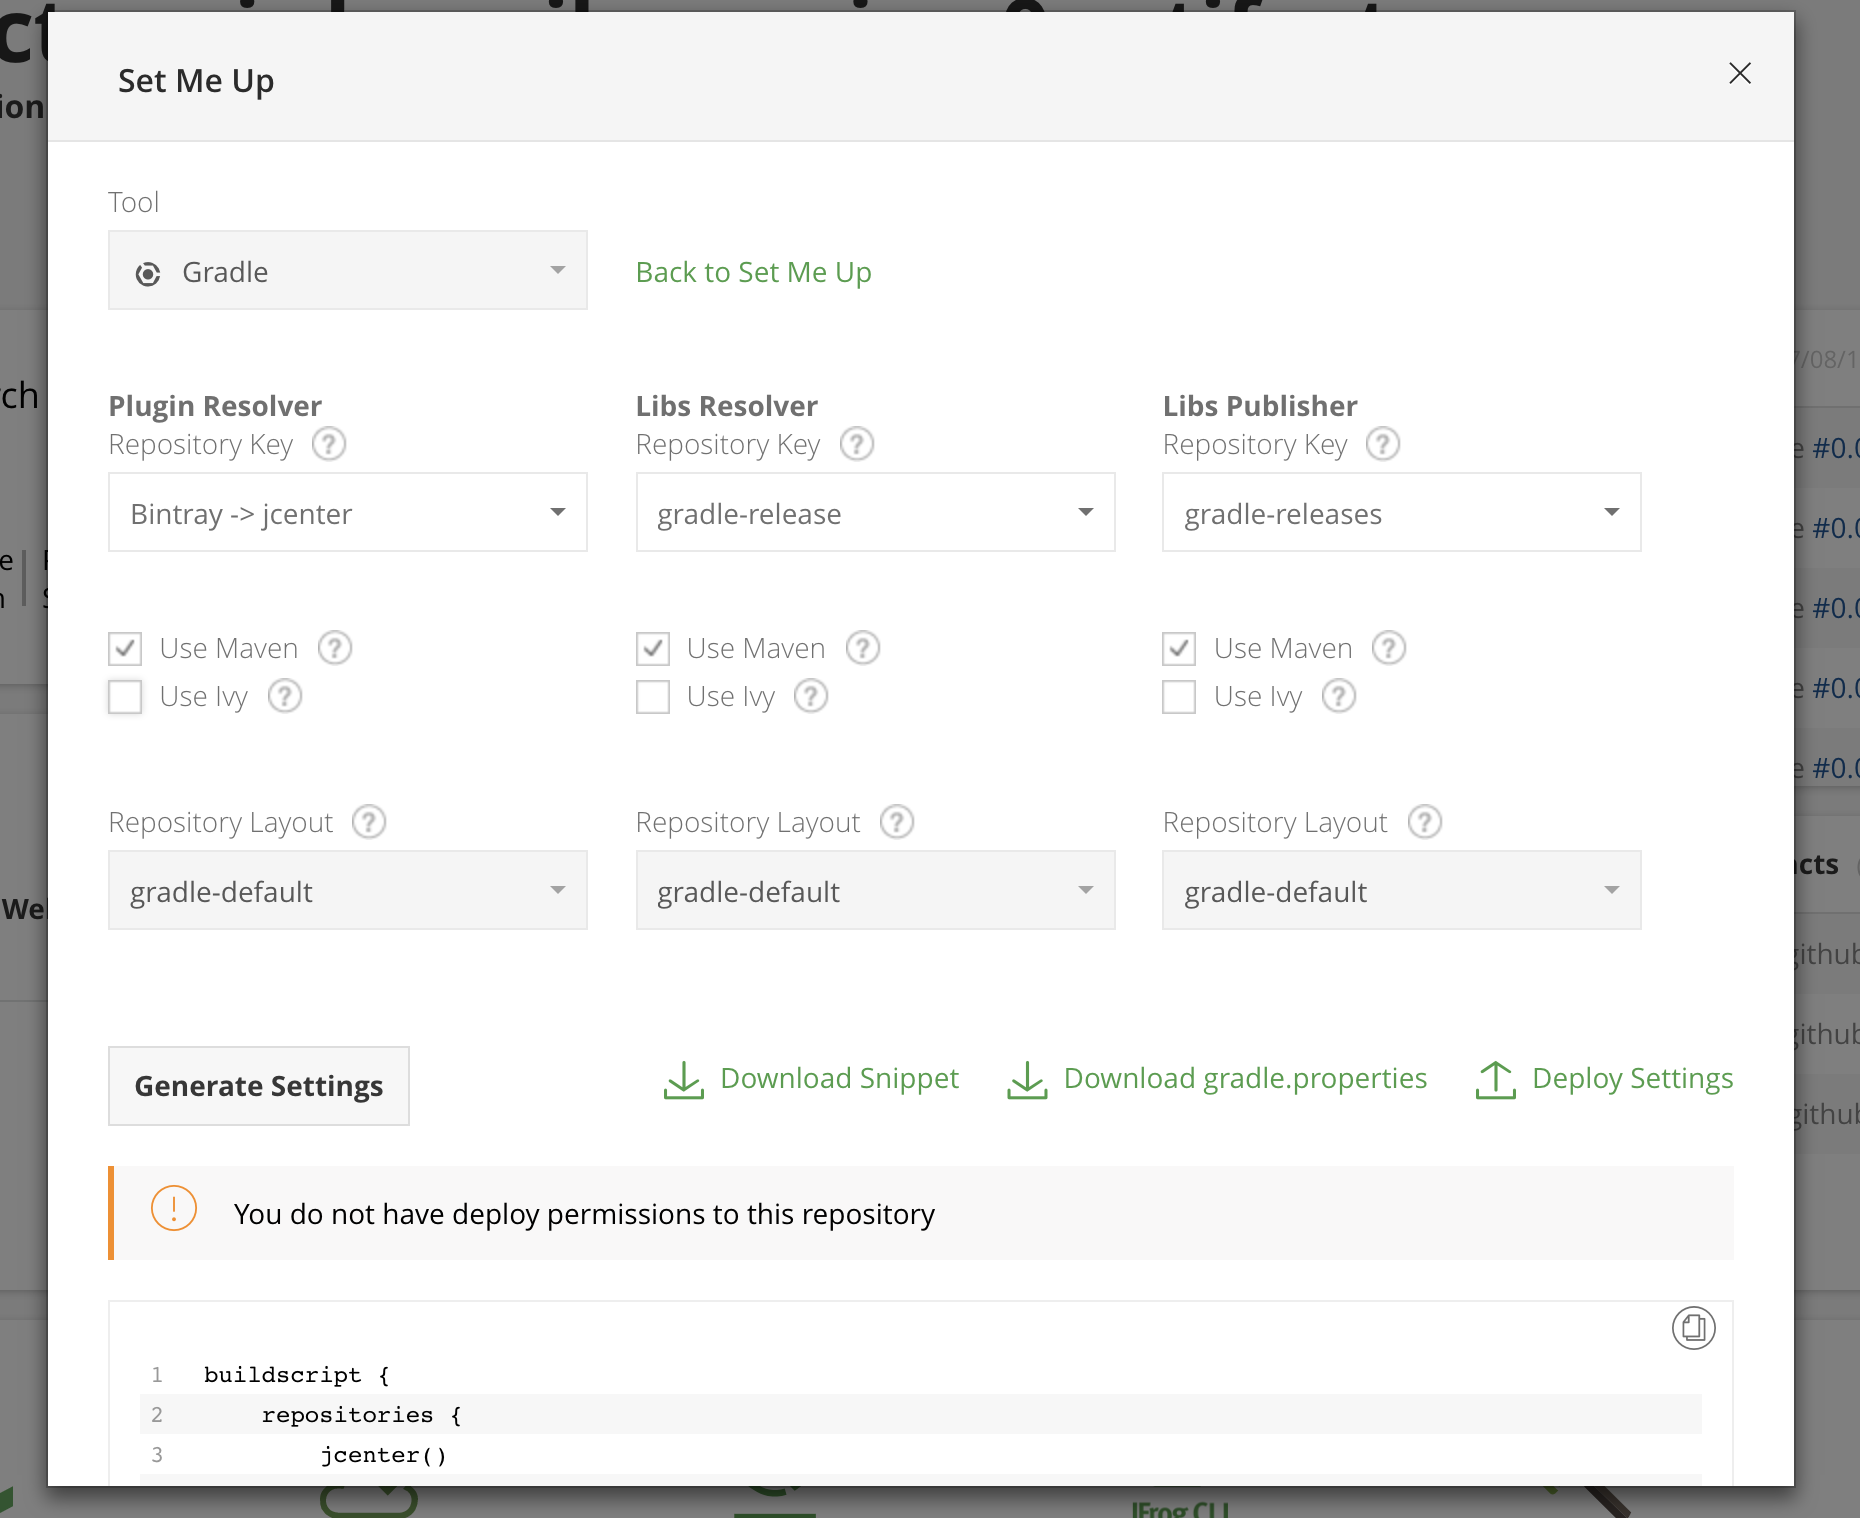 Set Me Up
Tool
Gradle
Back to Set Me Up
Plugin Resolver
Repository Key ?
Bintray -> jcenter
Use Maven ?
Use Ivy ?
Repository Layout ?
gradle-default
Libs Resolver
Repository Key ?
gradle-release
Use Maven ?
Use Ivy ?
Repository Layout ?
gradle-default
Libs Publisher
Repository Key ?
gradle-releases
Use Maven ?
Use Ivy ?
Repository Layout ?
gradle-default
Generate Settings
Download Snippet
Download gradle.properties
Deploy Settings
! You do not have deploy permissions to this repository
1 buildscript {
2 repositories {
3 jcenter()
JFrog CLI